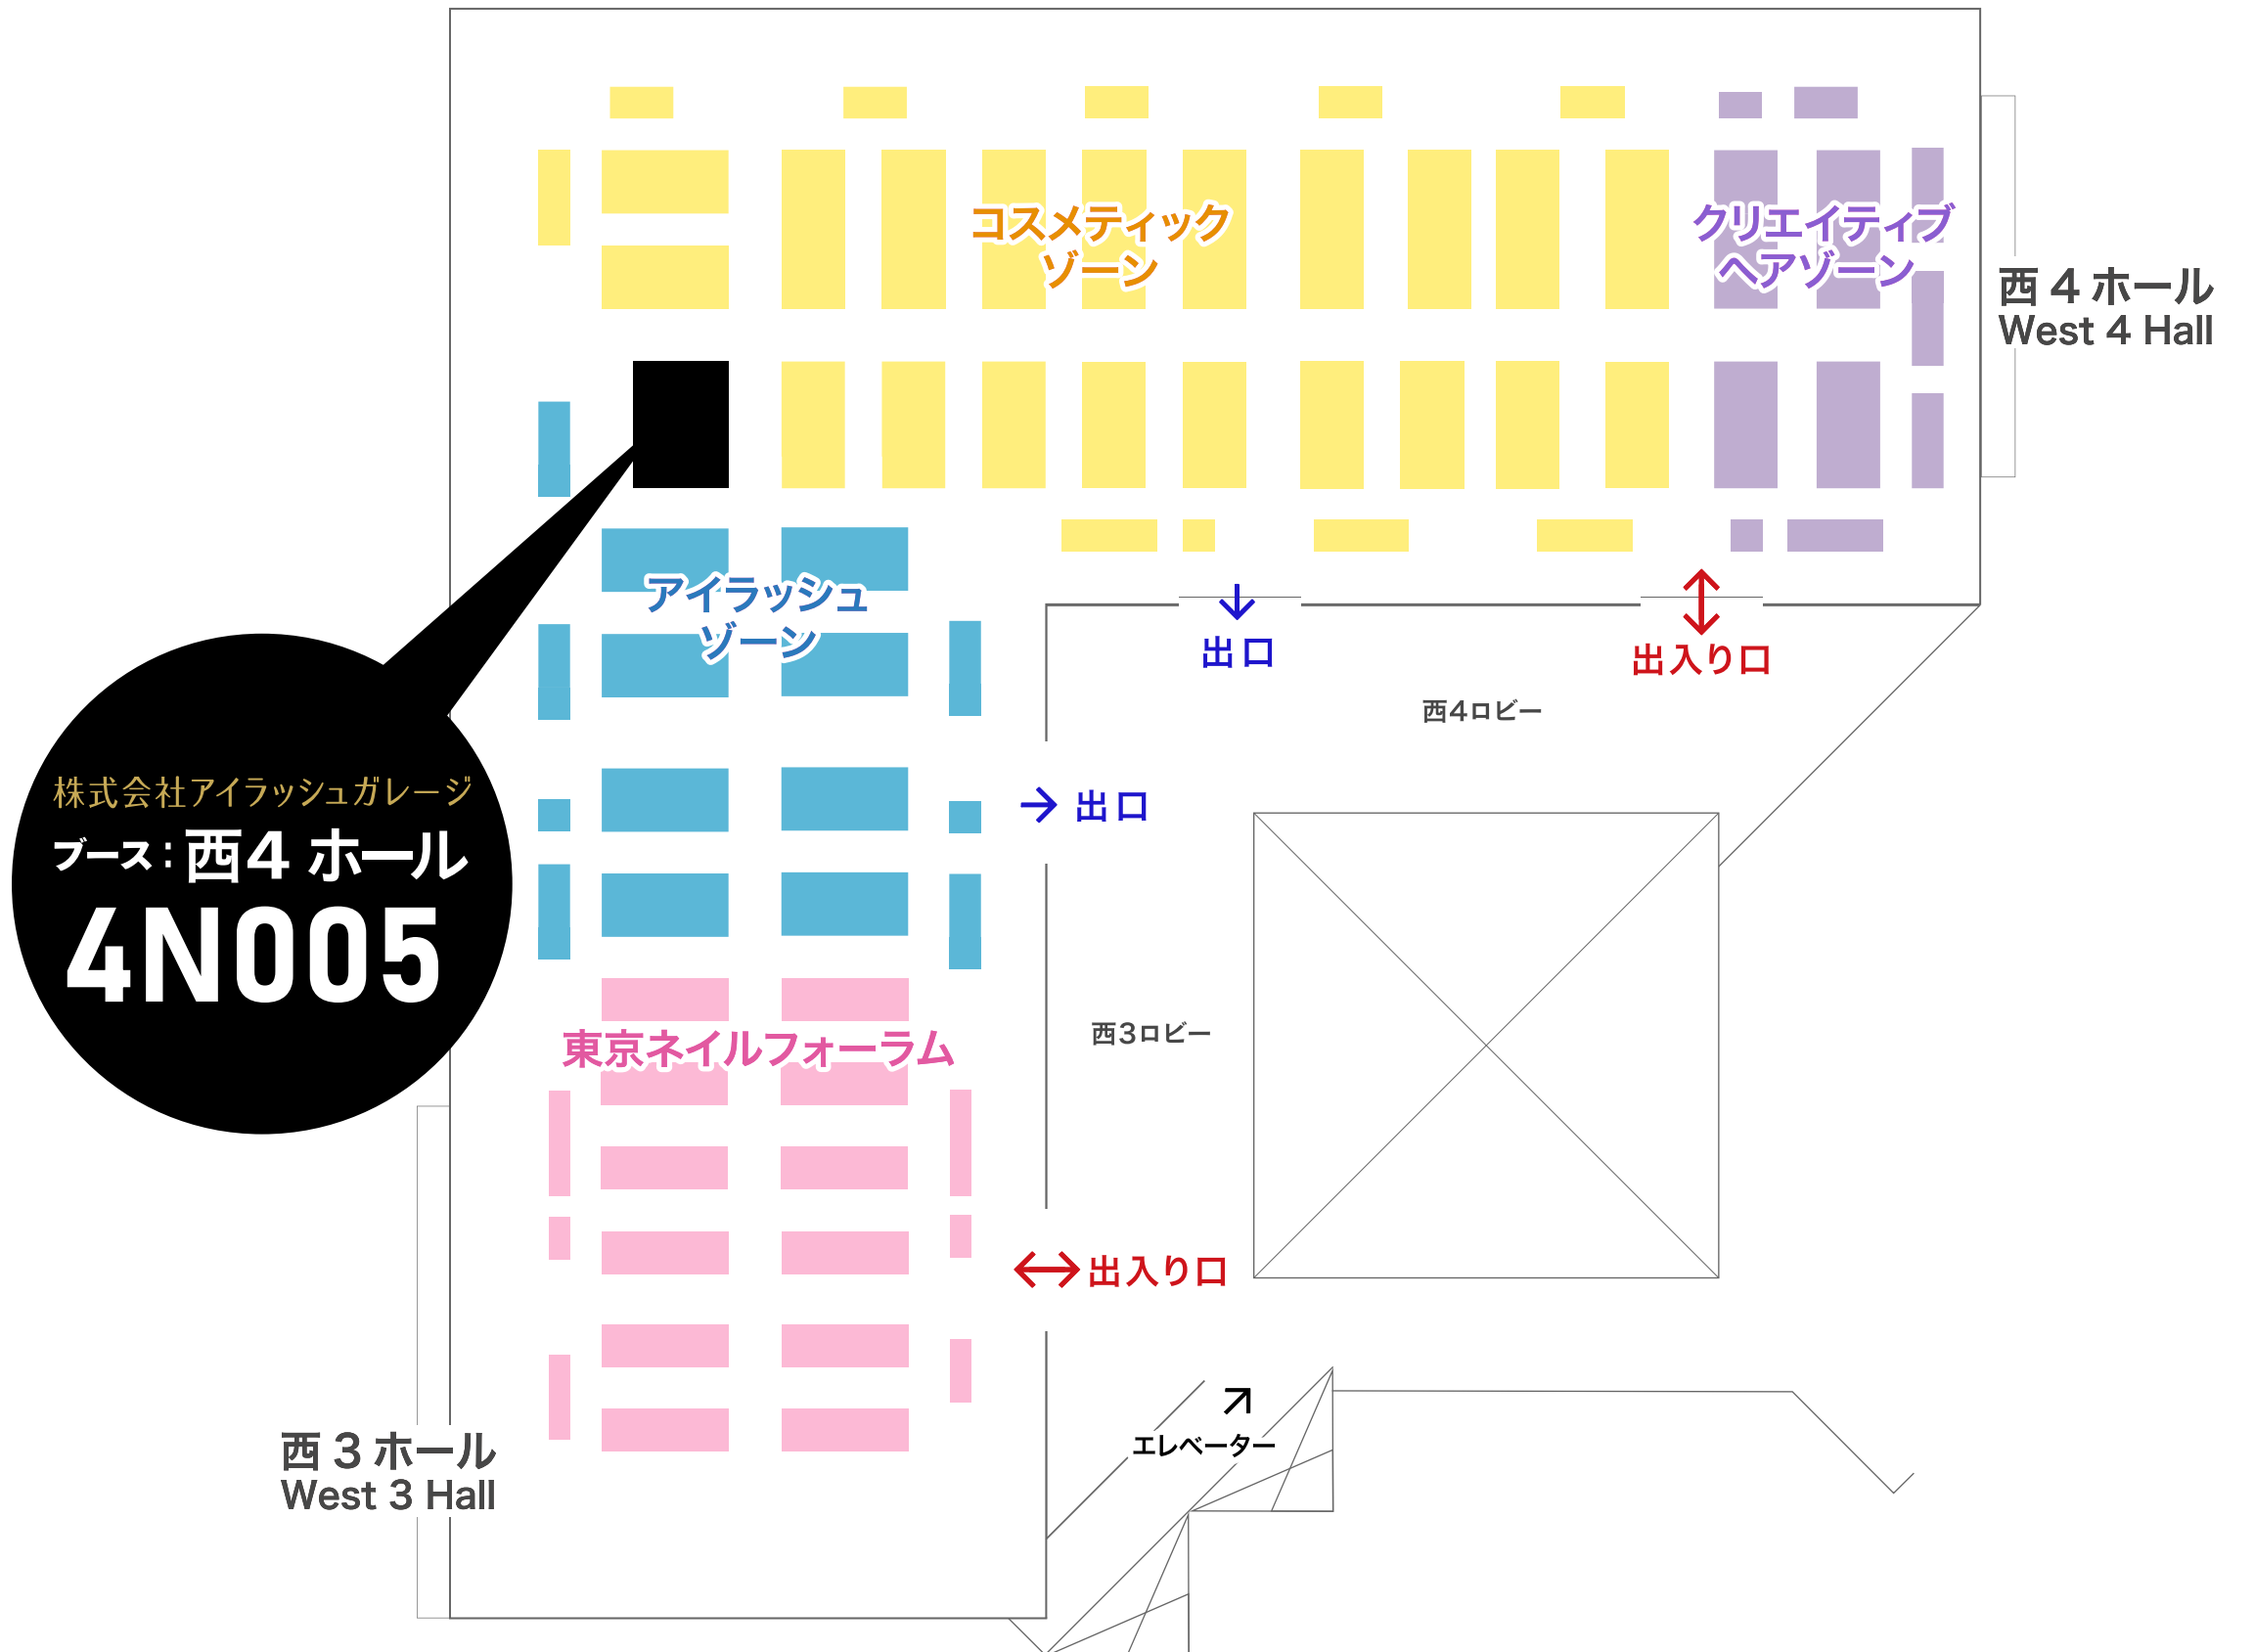 コスメティック
ゾーン
クリエイティブ
ヘアゾーン
西 4 ホール
West 4 Hall
アイラッシュ
ゾーン
出口
出入り口
西4ロビー
株式会社アイラッシュガレージ
ブース：西4 ホール
4N005
出口
東京ネイルフォーラム
西3ロビー
出入り口
エレベーター
西 3 ホール
West 3 Hall